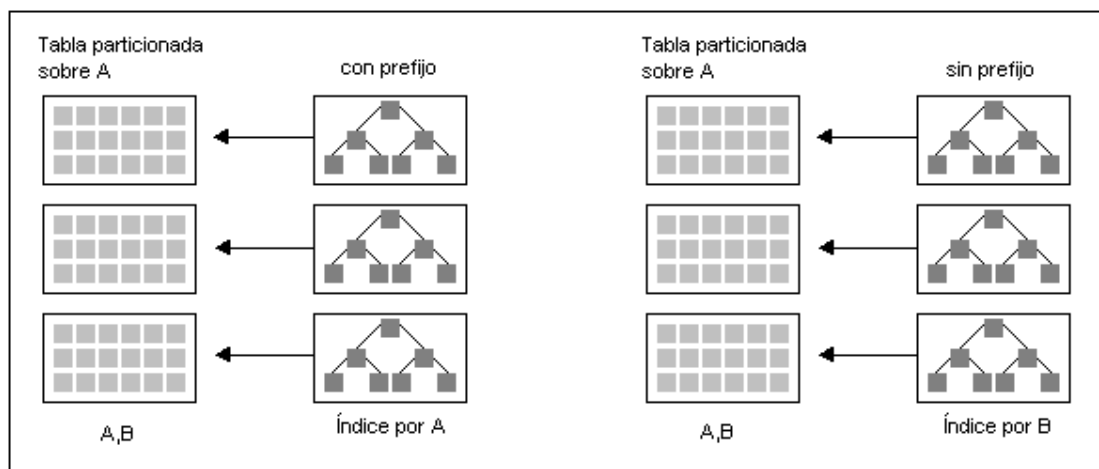 Tabla particionada
sobre A
con prefijo
A,B
Índice por A
Tabla particionada
sobre A
sin prefijo
A,B
Índice por B